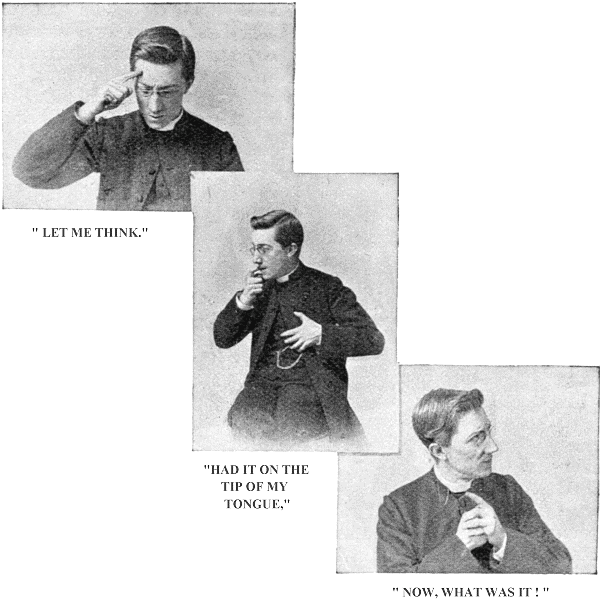 " LET ME THINK."
"HAD IT ON THE
TIP OF MY
TONGUE,"
" NOW, WHAT WAS IT ! "